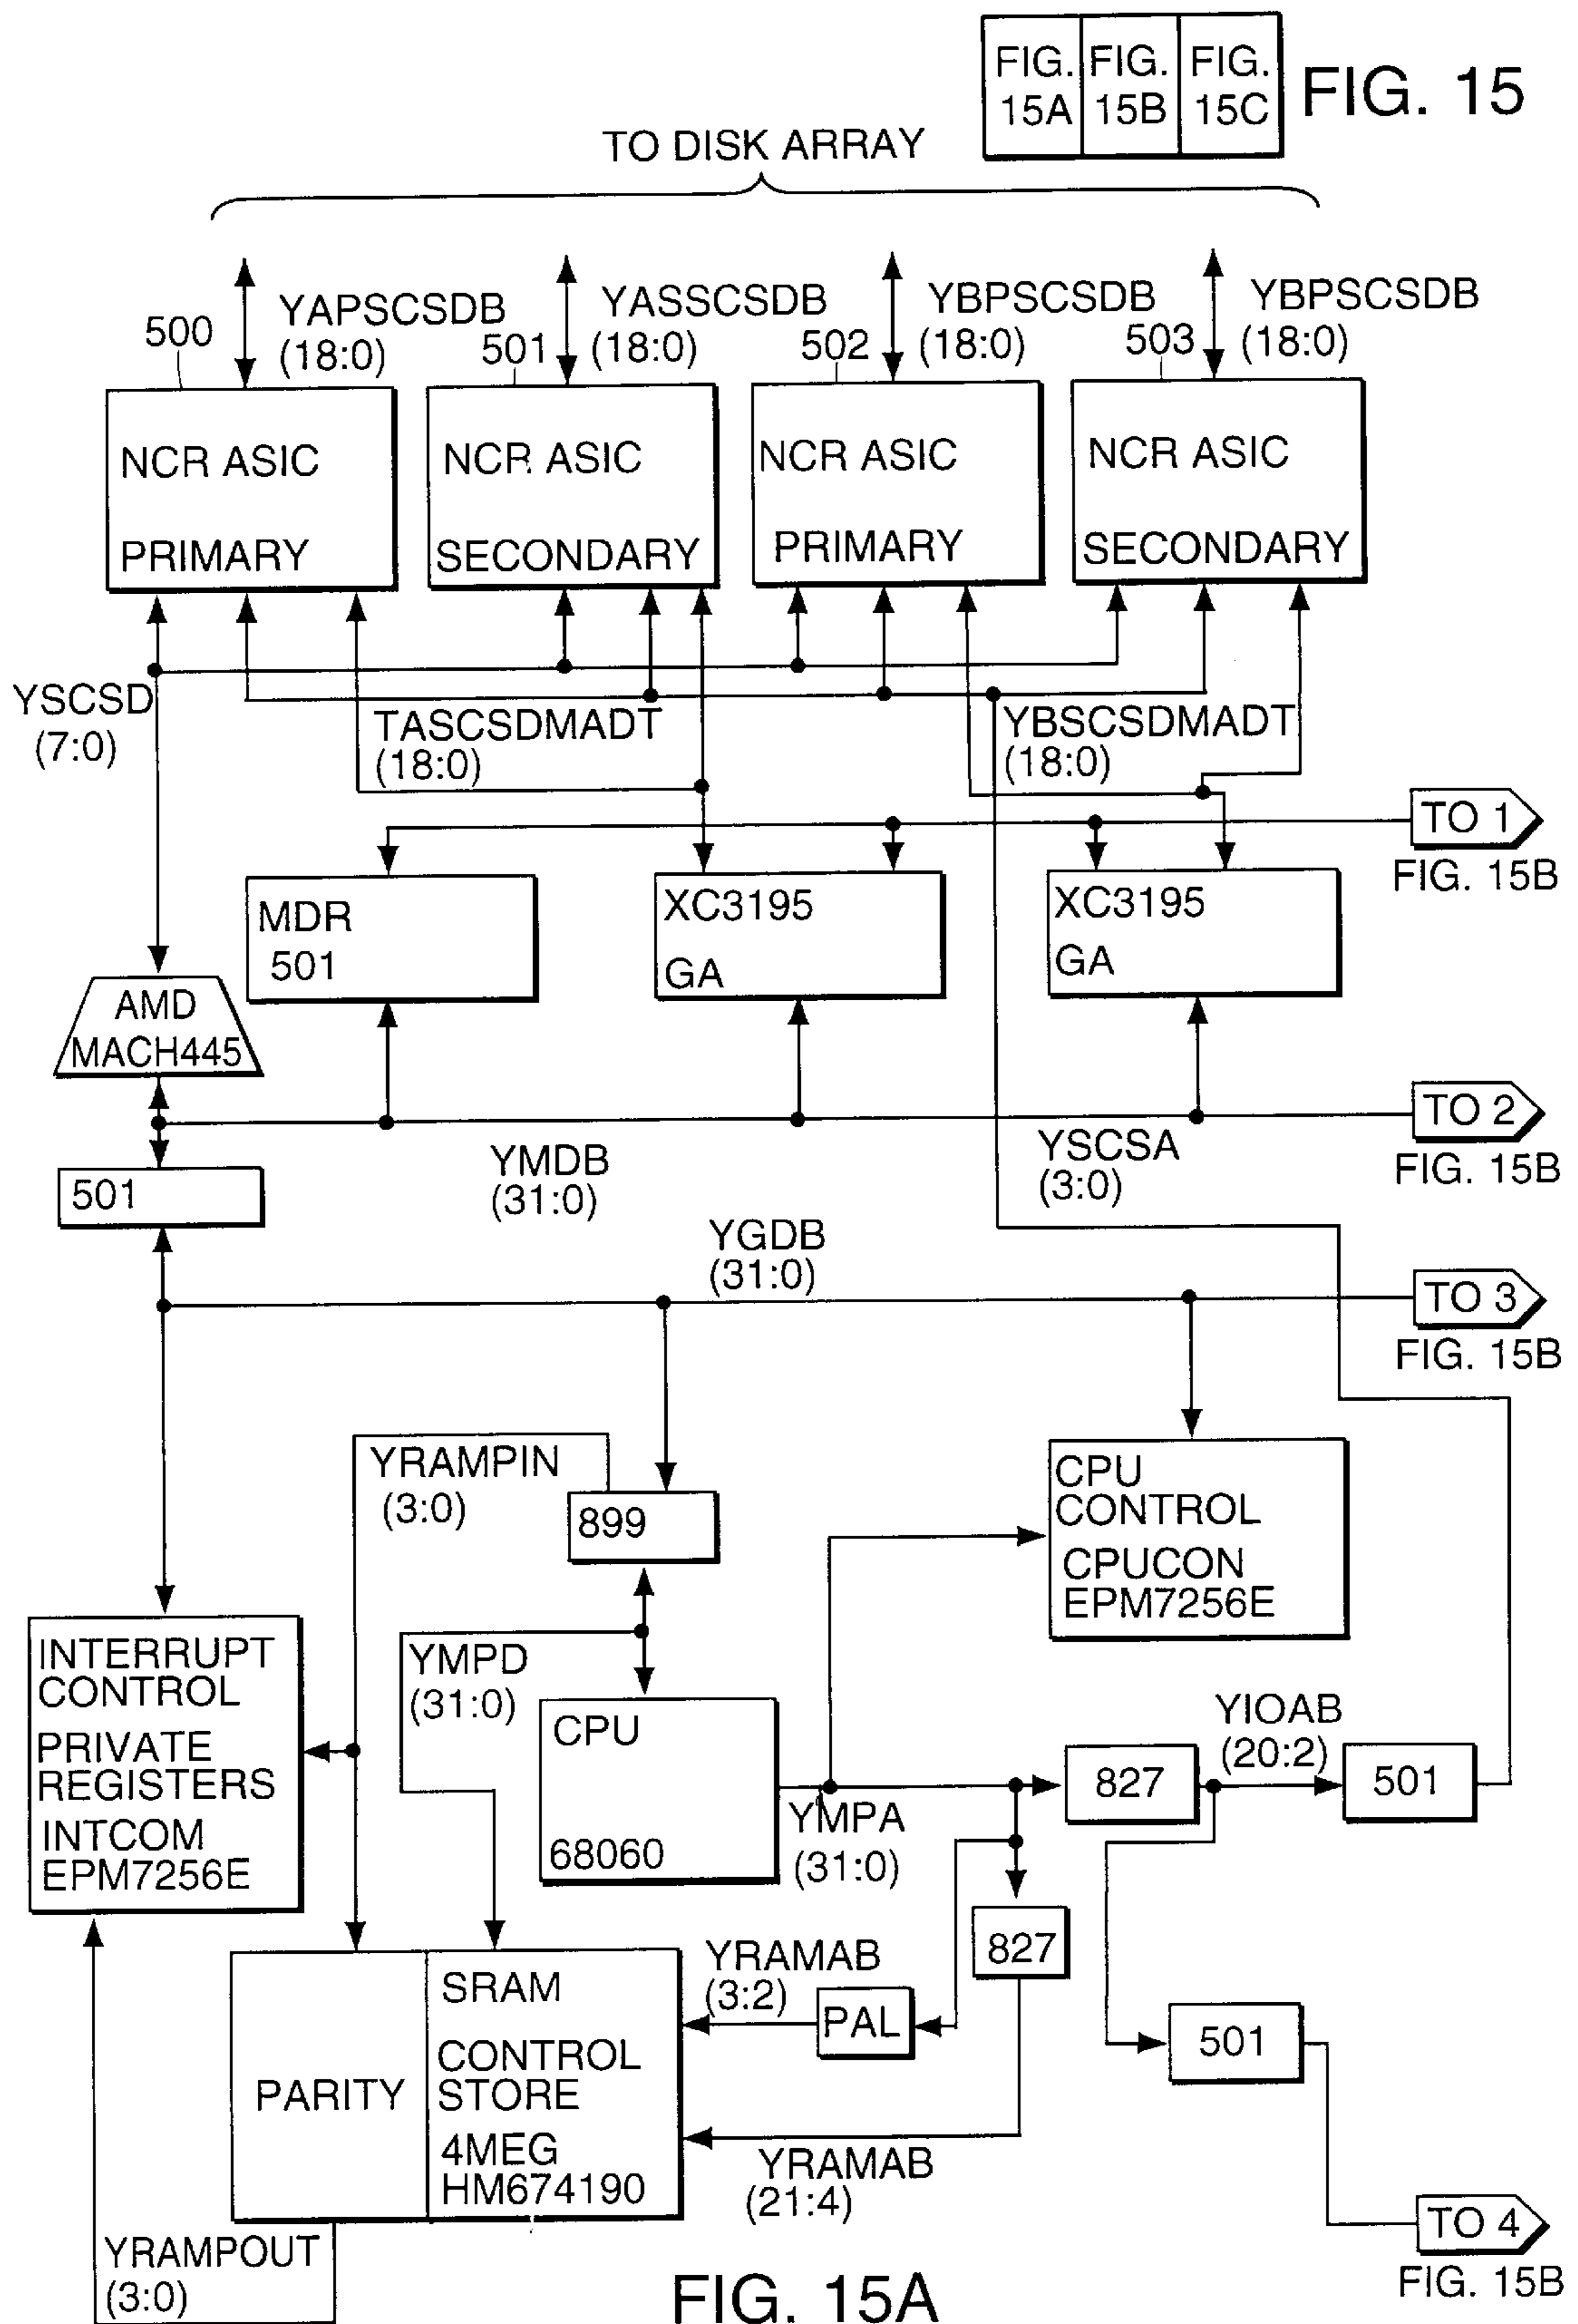 FIG. 15A
FIG. 15B
FIG. 15C
FIG. 15
TO DISK ARRAY
500
YAPSCSDB
(18:0)
501
YASSCSDB
(18:0)
502
YBPSCSDB
(18:0)
503
YBPSCSDB
(18:0)
NCR ASIC
PRIMARY
NCR ASIC
SECONDARY
NCR ASIC
PRIMARY
NCR ASIC
SECONDARY
YSCSD
(7:0)
TASCSDMADT
(18:0)
YBSCSDMADT
(18:0)
TO 1
FIG. 15B
MDR
501
XC3195
GA
XC3195
GA
AMD
MACH445
TO 2
FIG. 15B
501
YMDB
(31:0)
YSCSA
(3:0)
YGDB
(31:0)
TO 3
FIG. 15B
YRAMPIN
(3:0)
899
CPU
CONTROL
CPUCON
EPM7256E
INTERRUPT
CONTROL
PRIVATE
REGISTERS
INTCOM
EPM7256E
YMPD
(31:0)
CPU
68060
YMPA
(31:0)
827
YIOAB
(20:2)
501
827
YRAMAB
(3:2)
PAL
501
PARITY
SRAM
CONTROL
STORE
4MEG
HM674190
YRAMAB
(21:4)
TO 4
FIG. 15B
YRAMPOUT
(3:0)
FIG. 15A